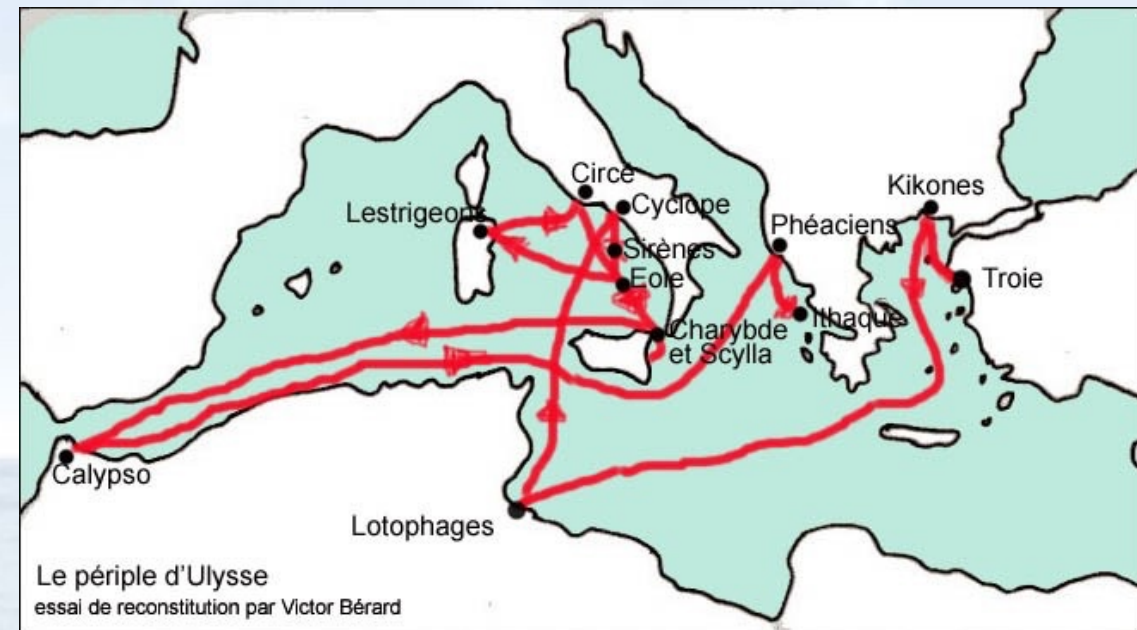 Circé
Kikones
Cyclope
Lestrigeons
Phéaciens
Sirènes
Eole
Troie
Ithaque
Charybde
et Scylla
Calypso
Lotophages
Le périple d'Ulysse
essai de reconstitution par Victor Bérard